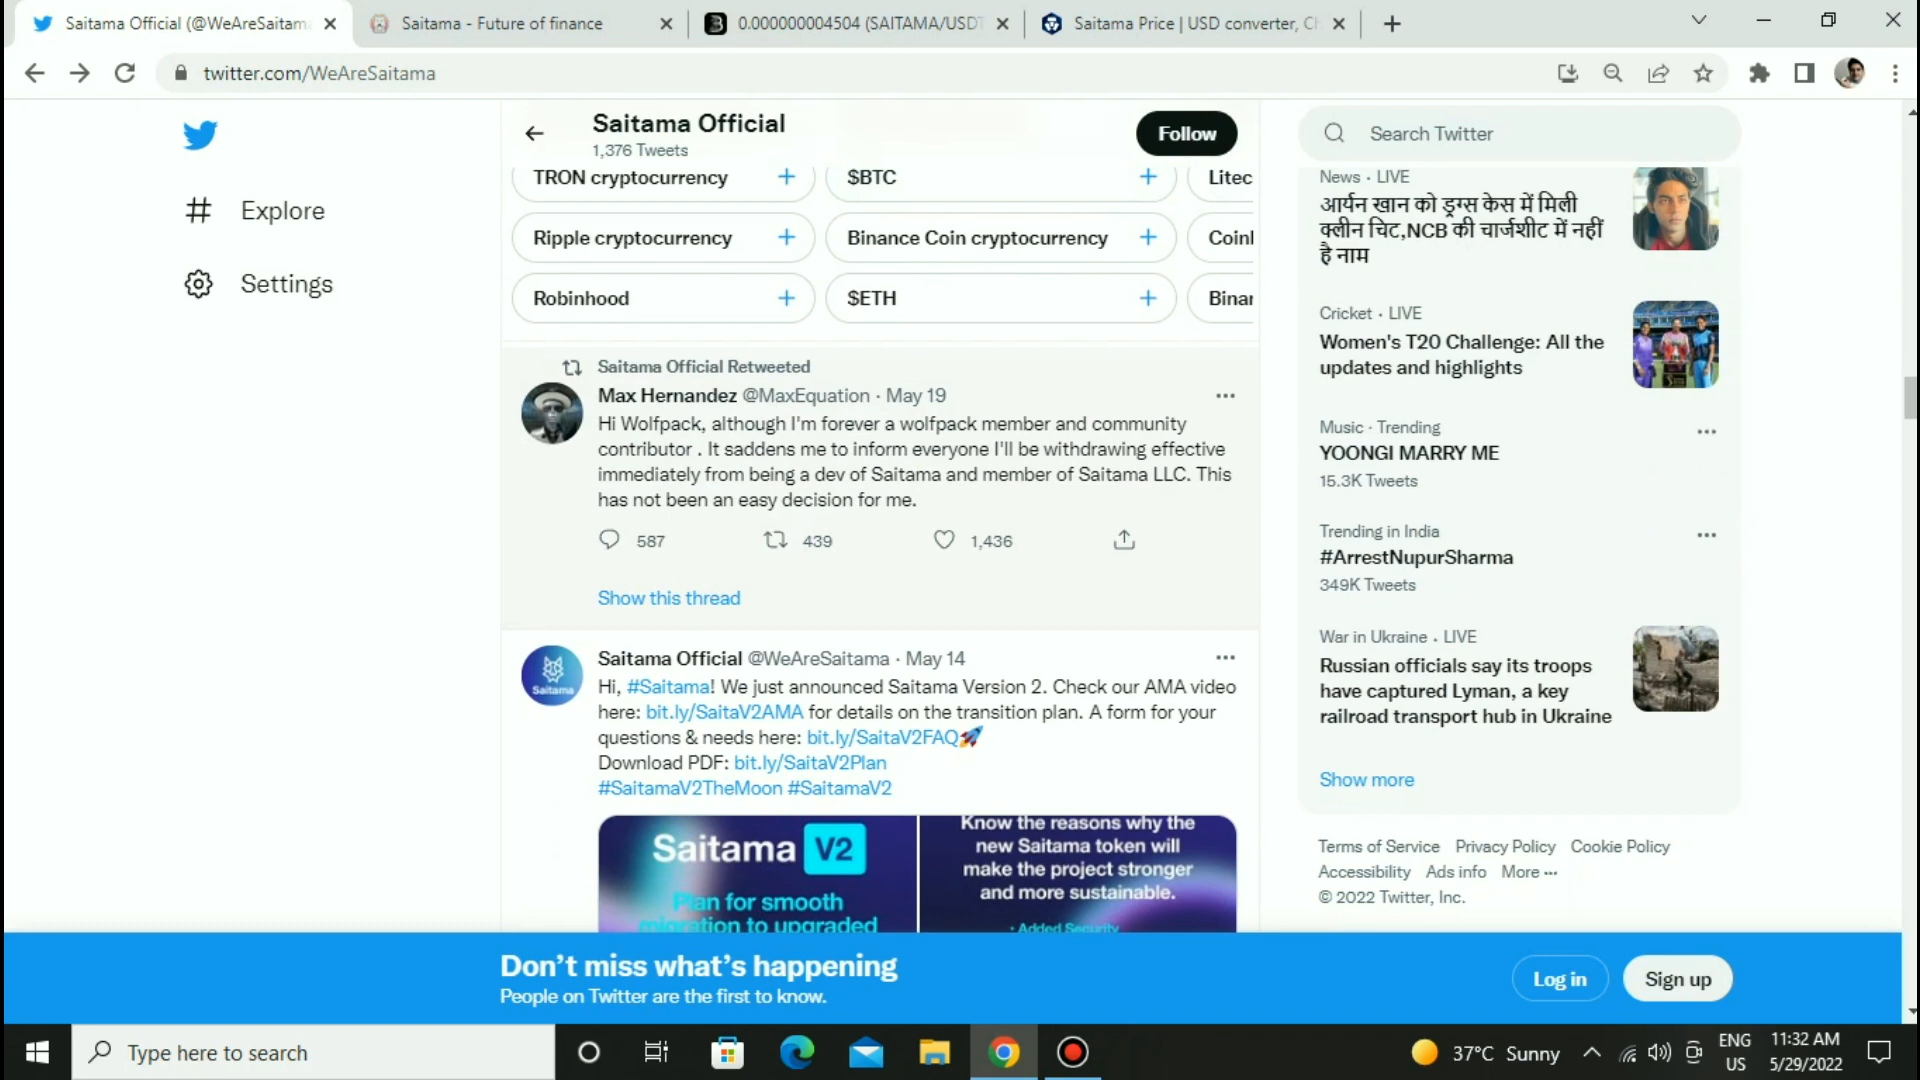 Saitama Official (@WeAreSaitama
Saitama - Future of finance
0.000000004504 (SAITAMA/USDT
Saitama Price | USD converter, Ch
twitter.com/WeAreSaitama
Saitama Official
1,376 Tweets
Follow
Search Twitter
Explore
Settings
TRON cryptocurrency
$BTC
Litec
Ripple cryptocurrency
Binance Coin cryptocurrency
Coinl
Robinhood
$ETH
Binar
Saitama Official Retweeted
Max Hernandez @MaxEquation · May 19
Hi Wolfpack, although I'm forever a wolfpack member and community
contributor . It saddens me to inform everyone I'll be withdrawing effective
immediately from being a dev of Saitama and member of Saitama LLC. This
has not been an easy decision for me.
587
439
1,436
Show this thread
Saitama
Saitama Official @WeAreSaitama · May 14
Hi, #Saitama! We just announced Saitama Version 2. Check our AMA video
here: bit.ly/SaitaV2AMA for details on the transition plan. A form for your
questions & needs here: bit.ly/SaitaV2FAQ🚀
Download PDF: bit.ly/SaitaV2Plan
#SaitamaV2TheMoon #SaitamaV2
Saitama V2
Plan for smooth
migration to upgraded
Know the reasons why the
new Saitama token will
make the project stronger
and more sustainable.
• Added Security
News · LIVE
आर्यन खान को ड्रग्स केस में मिली
क्लीन चिट,NCB की चार्जशीट में नहीं
है नाम
Cricket · LIVE
Women's T20 Challenge: All the
updates and highlights
Music · Trending
YOONGI MARRY ME
15.3K Tweets
Trending in India
#ArrestNupurSharma
349K Tweets
War in Ukraine · LIVE
Russian officials say its troops
have captured Lyman, a key
railroad transport hub in Ukraine
Show more
Terms of Service Privacy Policy Cookie Policy
Accessibility Ads info More ···
© 2022 Twitter, Inc.
Don't miss what's happening
People on Twitter are the first to know.
Log in
Sign up
Type here to search
37°C Sunny
ENG
US
11:32 AM
5/29/2022